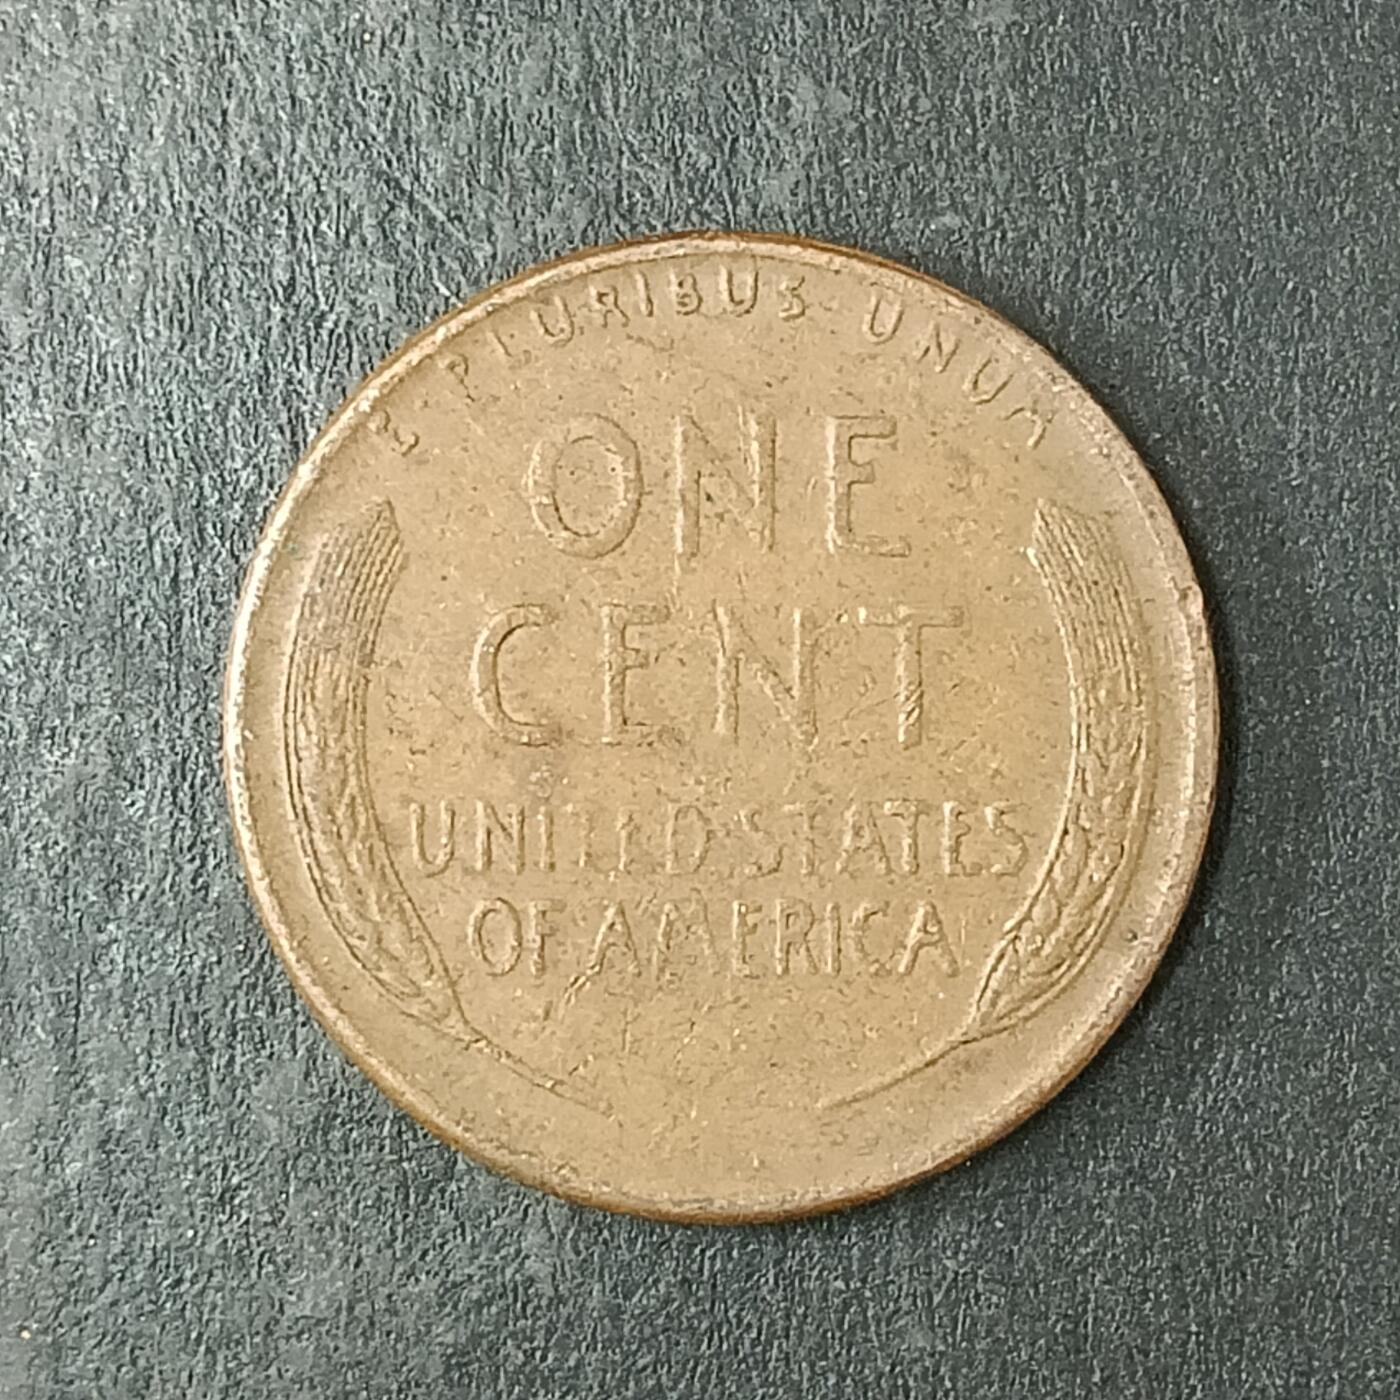 E · PLURIBUS · UNUM
ONE
CENT
UNITED STATES
OF AMERICA